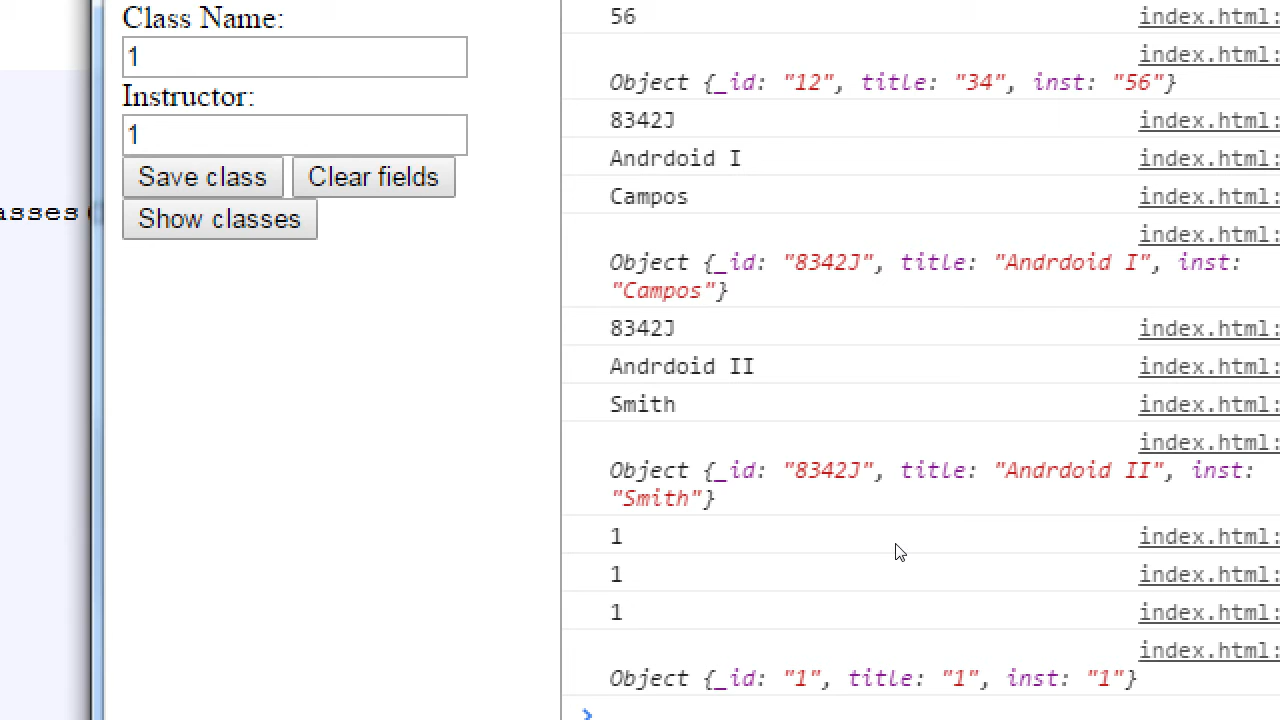 Class Name:
1
Instructor:
1
Save class Clear fields
Show classes
asses
56 index.html:
index.html:
Object {_id: "12", title: "34", inst: "56"}
8342J index.html:
Andrdoid I index.html:
Campos index.html:
index.html:
Object {_id: "8342J", title: "Andrdoid I", inst:
"Campos"}
8342J index.html:
Andrdoid II index.html:
Smith index.html:
index.html:
Object {_id: "8342J", title: "Andrdoid II", inst:
"Smith"}
1 index.html:
1 index.html:
1 index.html:
index.html:
Object {_id: "1", title: "1", inst: "1"}
>